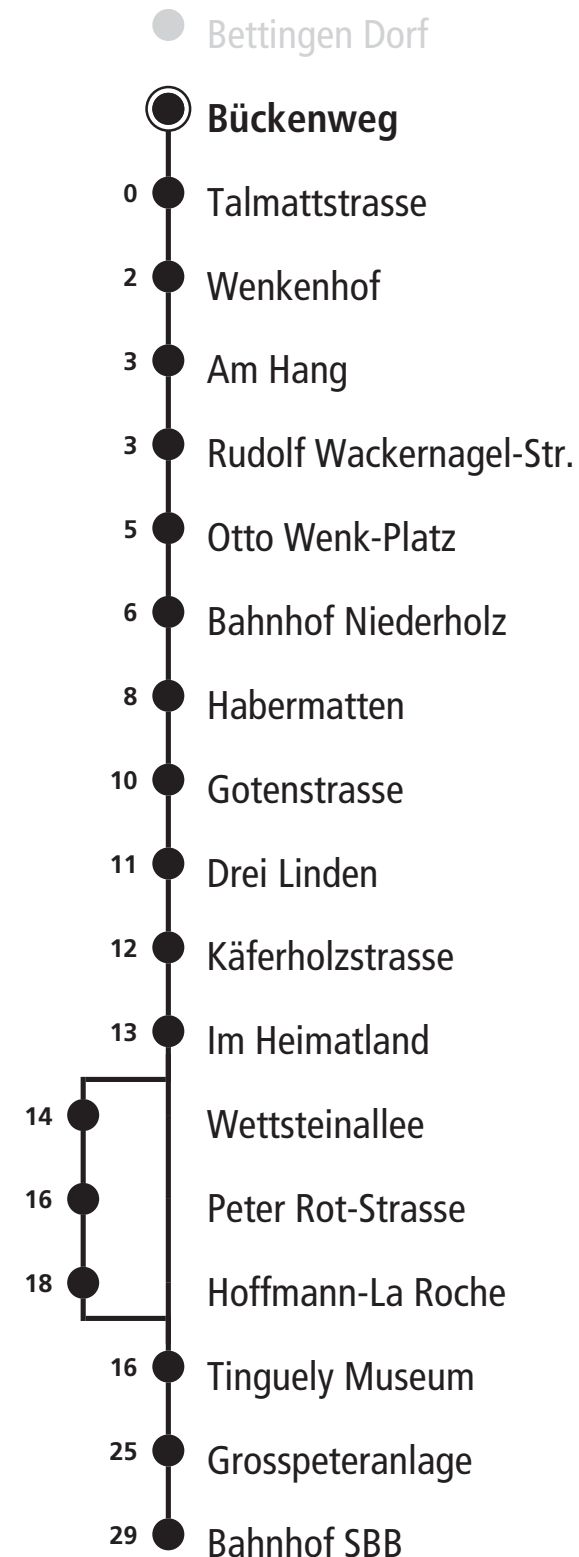 Bettingen Dorf
Bückenweg
0 Talmattstrasse
2 Wenkenhof
3 Am Hang
3 Rudolf Wackernagel-Str.
5 Otto Wenk-Platz
6 Bahnhof Niederholz
8 Habermatten
10 Gotenstrasse
11 Drei Linden
12 Käferholzstrasse
13 Im Heimatland
14 Wettsteinallee
16 Peter Rot-Strasse
18 Hoffmann-La Roche
16 Tinguely Museum
25 Grosspeteranlage
29 Bahnhof SBB